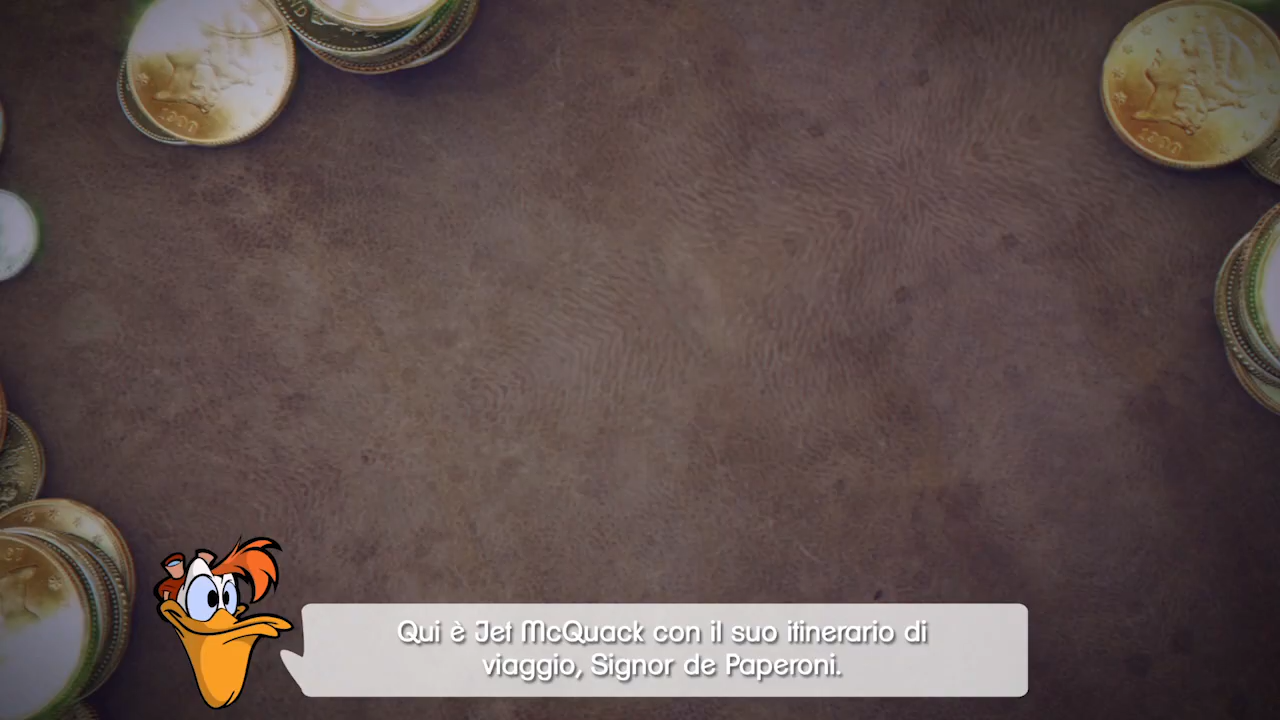 Qui è Jet McQuack con il suo itinerario di
viaggio, Signor de Paperoni.